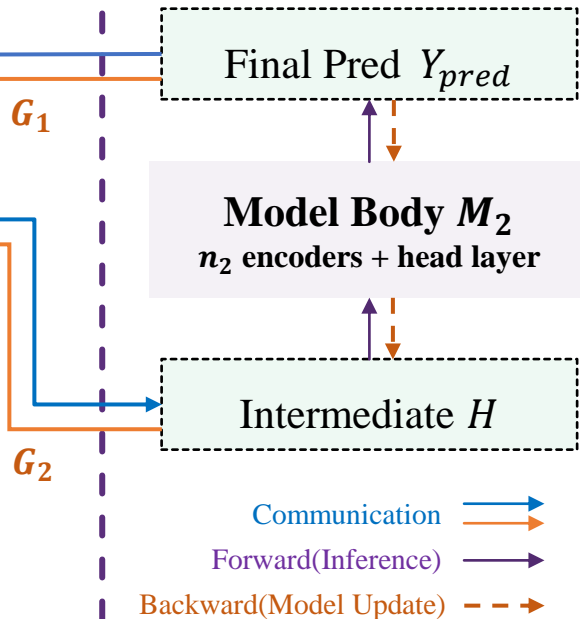 Final Pred Y_pred
G_1
Model Body M_2
n_2 encoders + head layer
Intermediate H
G_2
Communication
Forward(Inference)
Backward(Model Update)